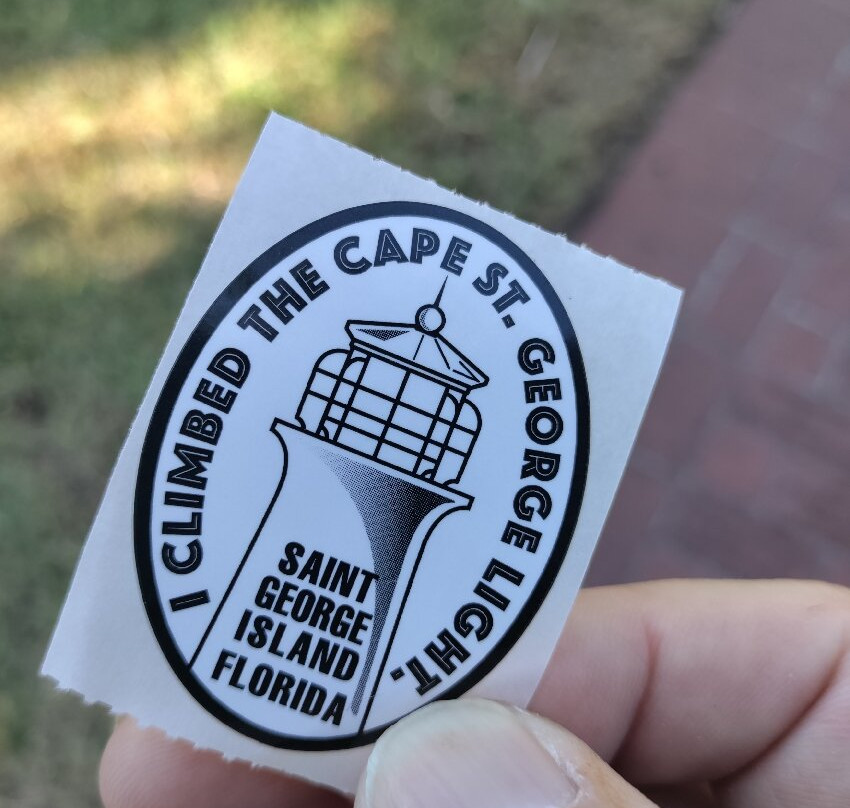 I CLIMBED THE CAPE ST. GEORGE LIGHT.
SAINT
GEORGE
ISLAND
FLORIDA